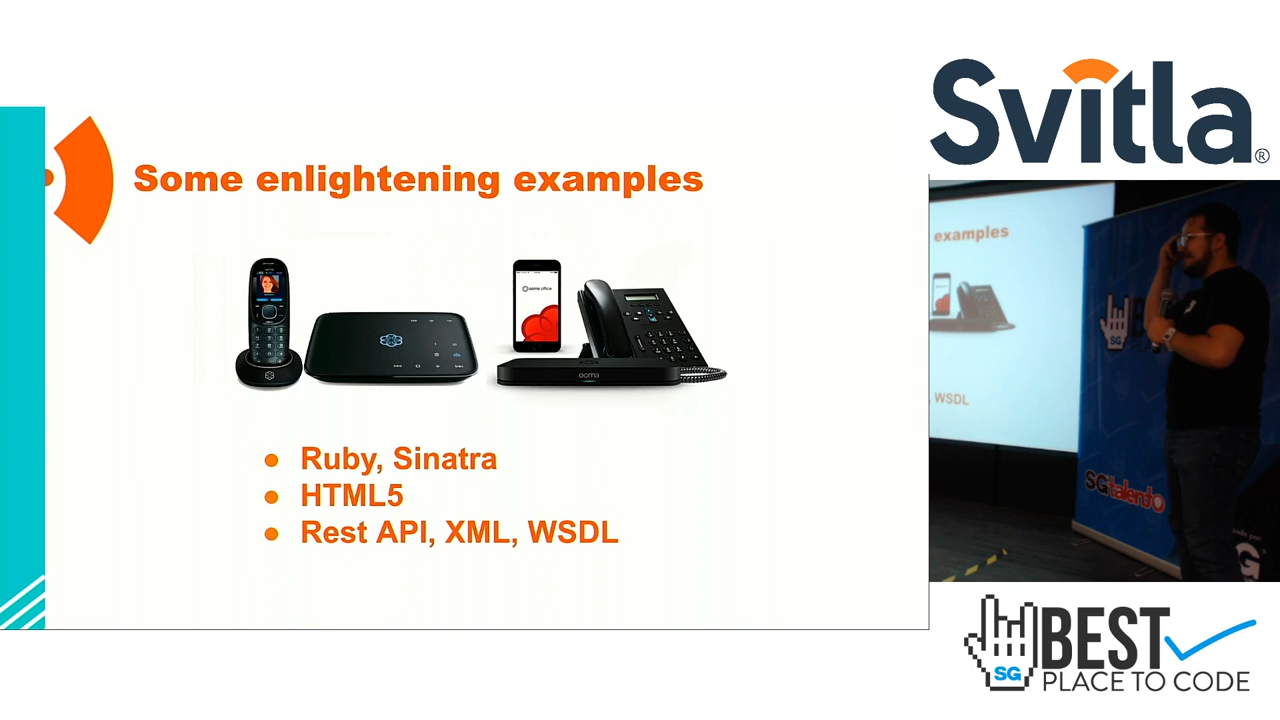 Some enlightening examples
ooma office
ooma
Ruby, Sinatra
HTML5
Rest API, XML, WSDL
Svitla®
examples
SG
WSDL
SG talento
SG
BEST
PLACE TO CODE